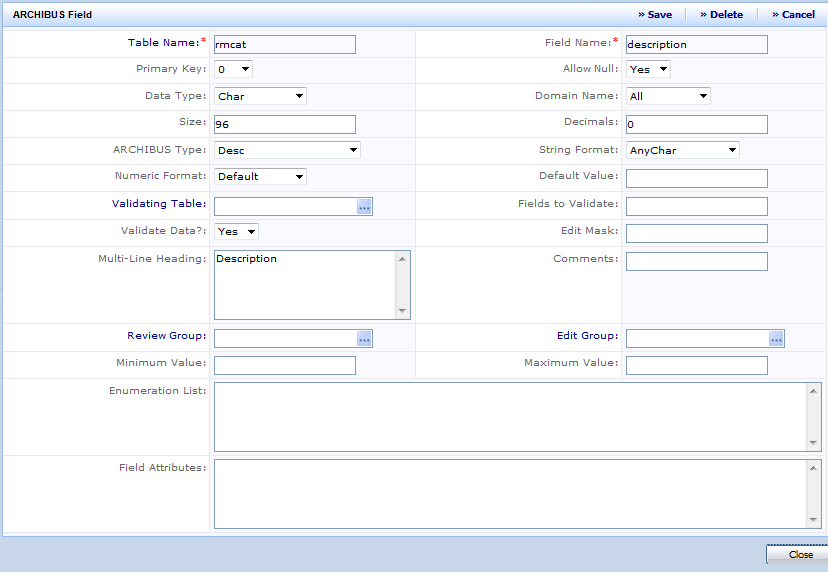 ARCHIBUS Field » Save » Delete » Cancel
Table Name:* rmcat Field Name:* description
Primary Key: 0 Allow Null: Yes
Data Type: Char Domain Name: All
Size: 96 Decimals: 0
ARCHIBUS Type: Desc String Format: AnyChar
Numeric Format: Default Default Value:
Validating Table: ... Fields to Validate:
Validate Data?: Yes Edit Mask:
Multi-Line Heading: Description Comments:
Review Group: ... Edit Group: ...
Minimum Value: Maximum Value:
Enumeration List:
Field Attributes:
Close